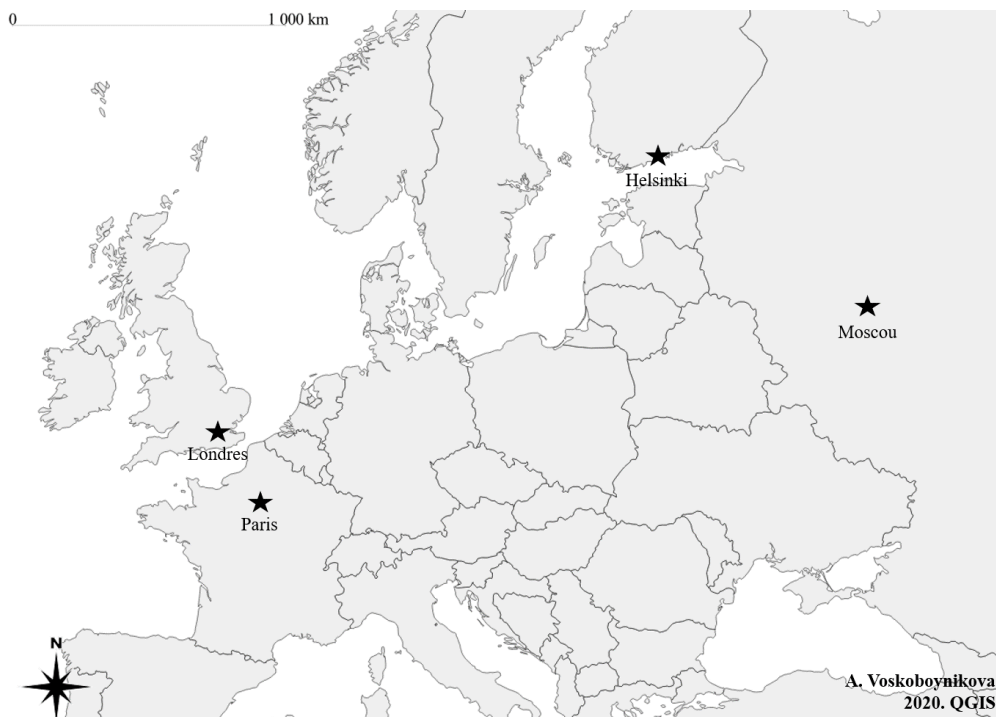 0 1 000 km
Helsinki
Moscou
Londres
Paris
N
A. Voskoboynikova
2020. QGIS